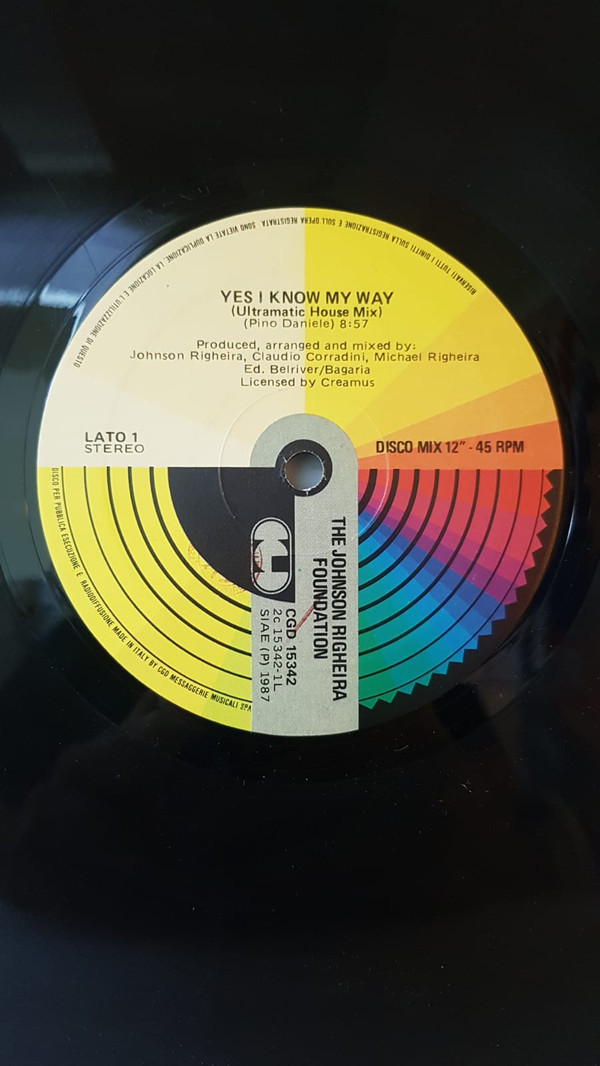 RISERVATI TUTTI I DIRITTI SULLA REGISTRAZIONE E SULL'OPERA REGISTRATA. SONO VIETATE LA DUPLICAZIONE, LA LOCAZIONE E L'UTILIZZAZIONE DI QUESTO
DISCO PER PUBBLICA ESECUZIONE E RADIODIFFUSIONE MADE IN ITALY BY CGD MESSAGGERIE MUSICALI SPA
YES I KNOW MY WAY
(Ultramatic House Mix)
(Pino Daniele) 8:57
Produced, arranged and mixed by:
Johnson Righeira, Claudio Corradini, Michael Righeira
Ed. Belriver/Bagaria
Licensed by Creamus
LATO 1
STEREO
DISCO MIX 12" - 45 RPM
THE JOHNSON RIGHEIRA
FOUNDATION
CGD 15342
2c 15342-1L
SIAE (P) 1987